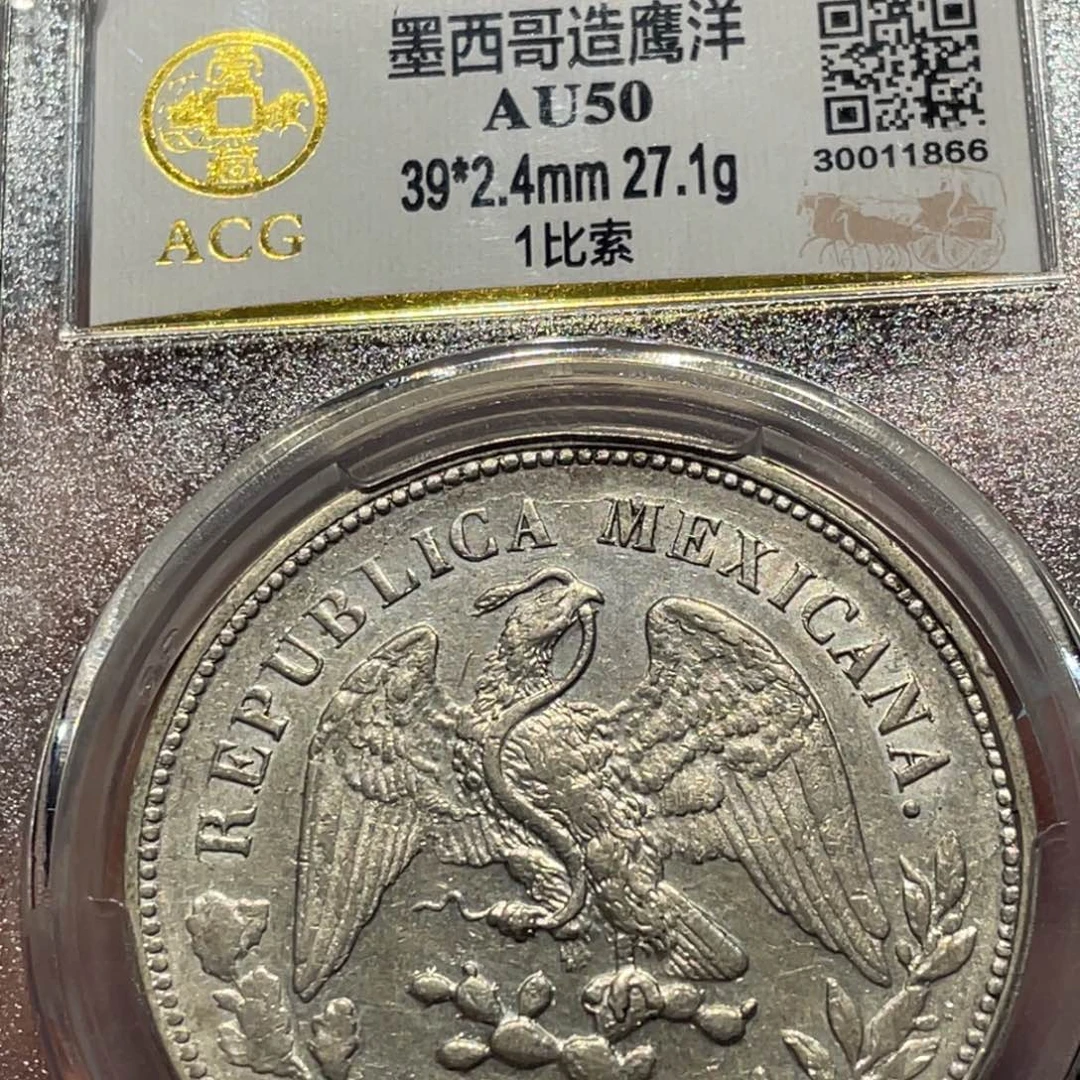 墨西哥造鹰洋
AU50
39*2.4mm 27.1g
1比索
30011866
ACG
REPUBLICA MEXICANA.